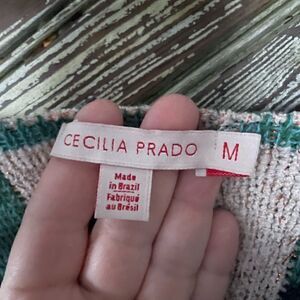 CECILIA PRADO M
Made
in Brazil
Fabriqué
au Brésil